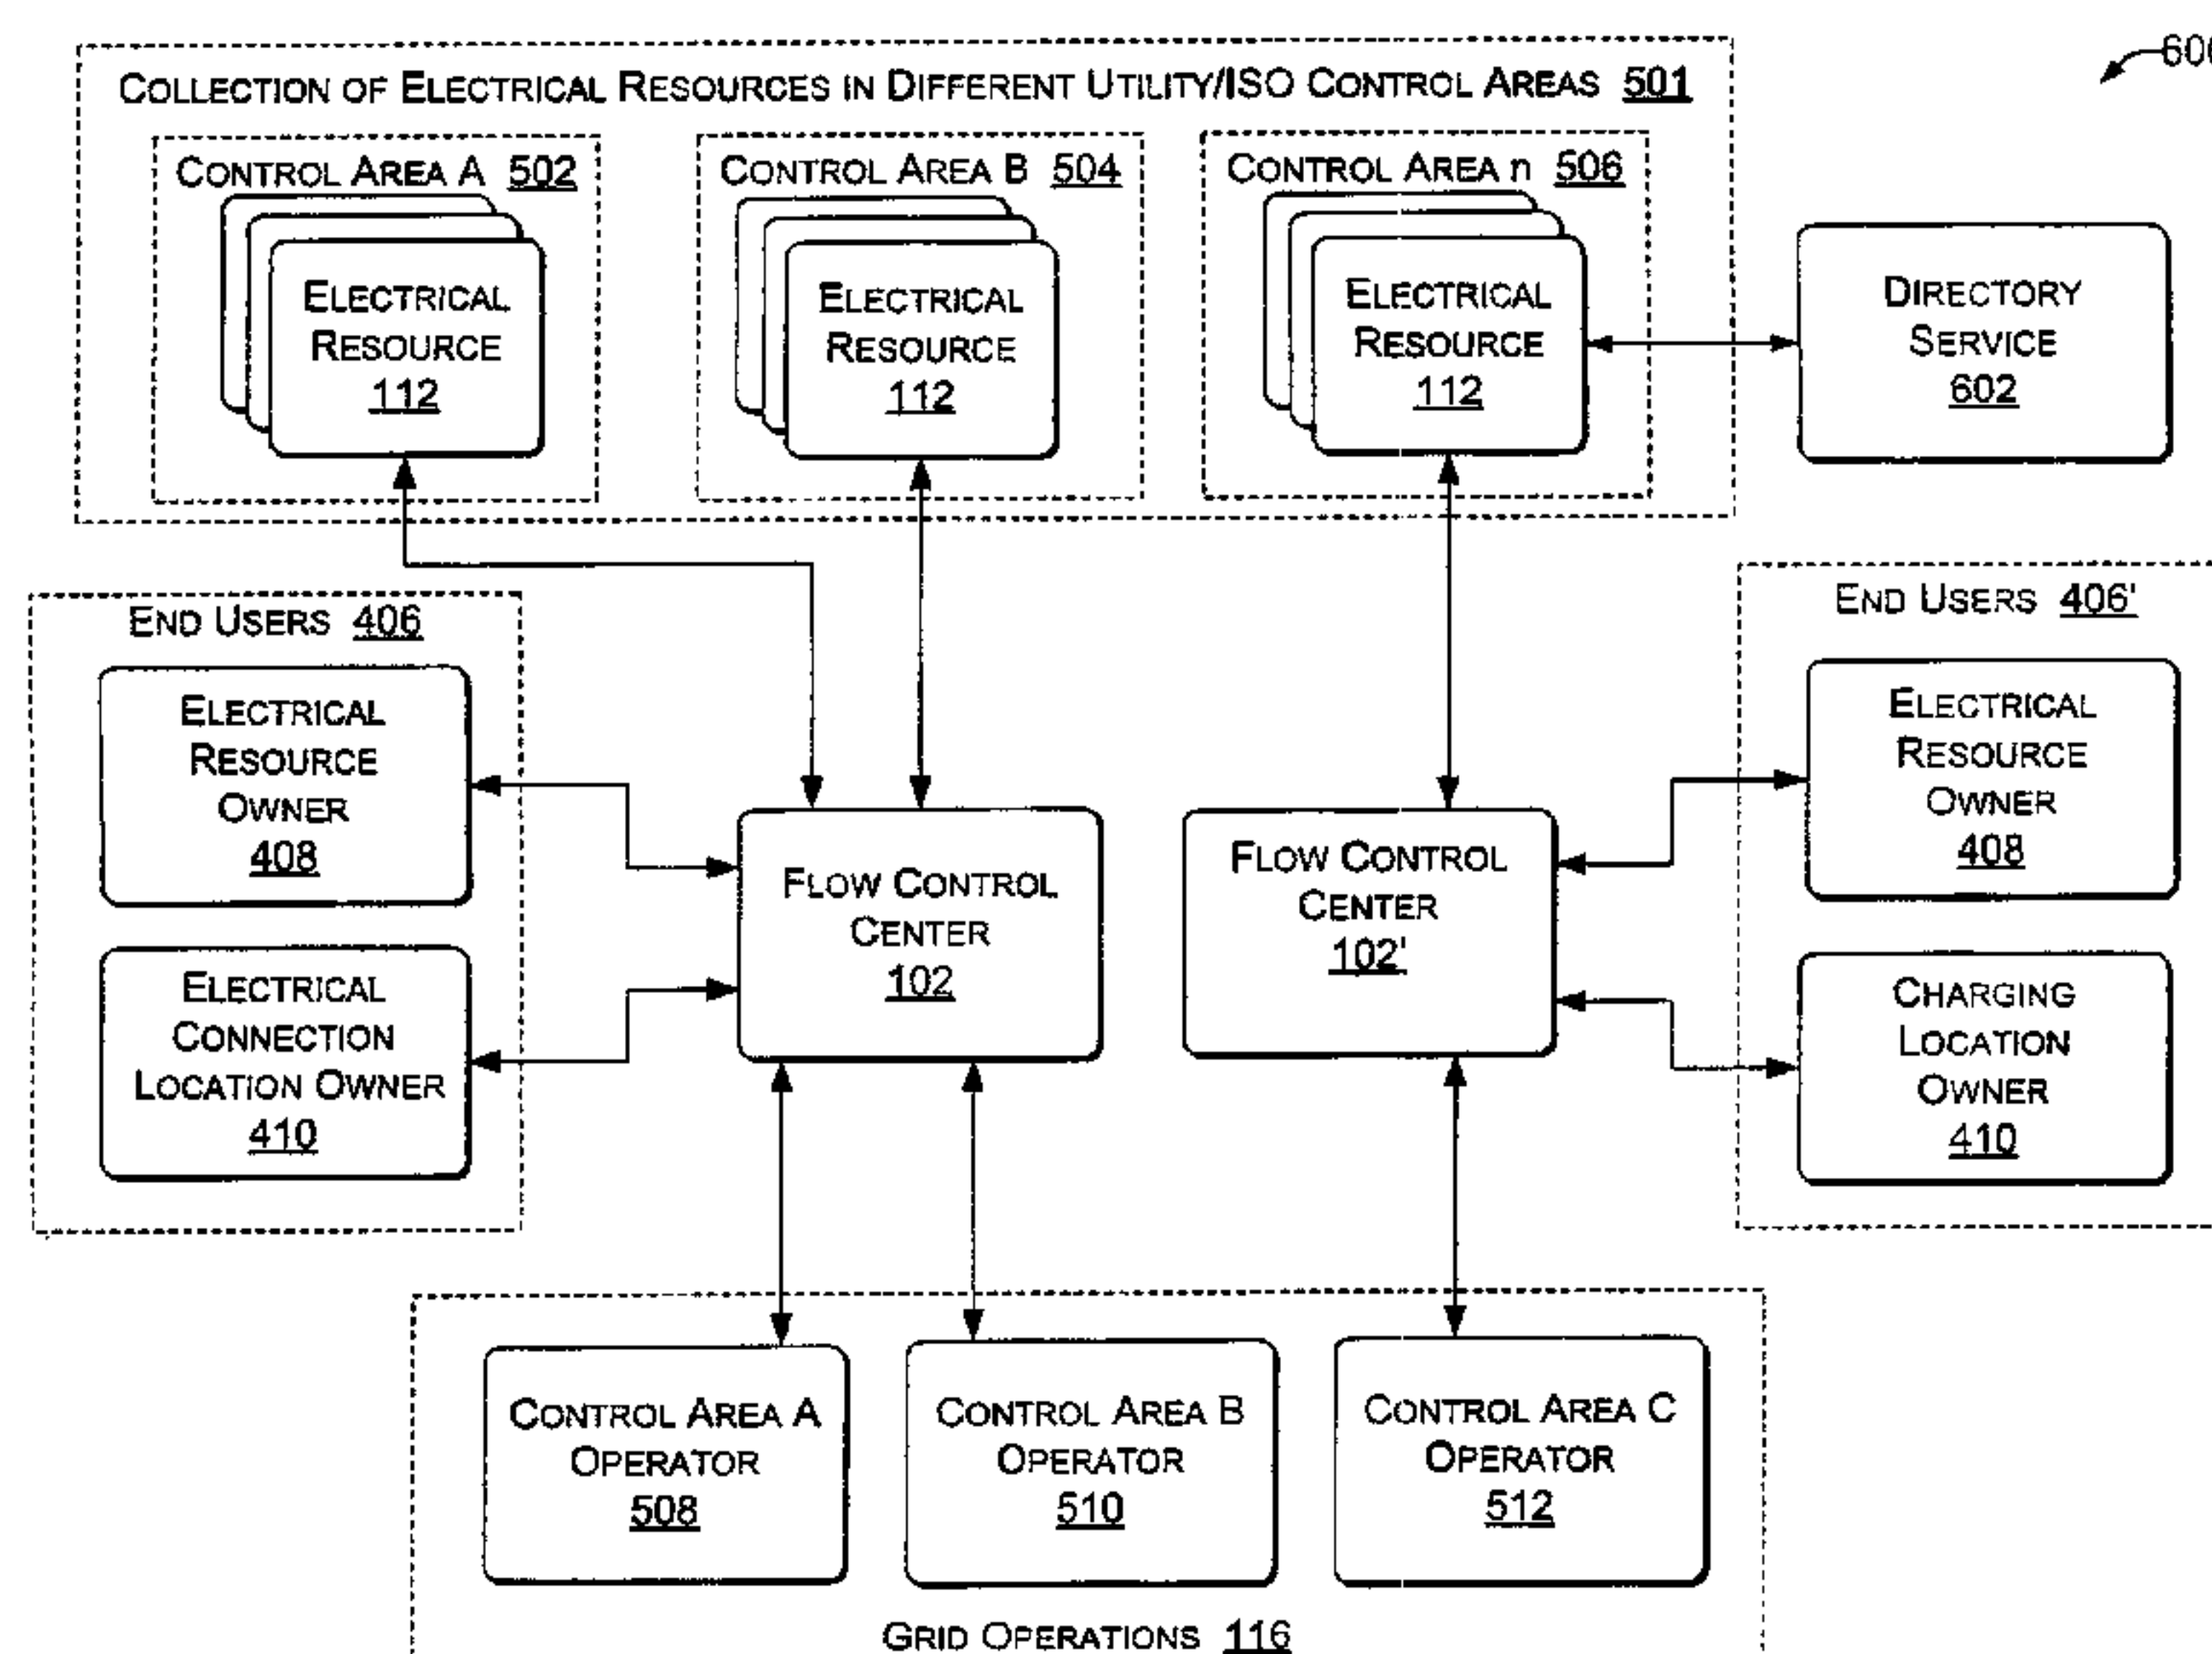 600
COLLECTION OF ELECTRICAL RESOURCES IN DIFFERENT UTILITY/ISO CONTROL AREAS 501
CONTROL AREA A 502
ELECTRICAL
RESOURCE
112
CONTROL AREA B 504
ELECTRICAL
RESOURCE
112
CONTROL AREA n 506
ELECTRICAL
RESOURCE
112
DIRECTORY
SERVICE
602
END USERS 406
ELECTRICAL
RESOURCE
OWNER
408
ELECTRICAL
CONNECTION
LOCATION OWNER
410
FLOW CONTROL
CENTER
102
FLOW CONTROL
CENTER
102'
END USERS 406'
ELECTRICAL
RESOURCE
OWNER
408
CHARGING
LOCATION
OWNER
410
CONTROL AREA A
OPERATOR
508
CONTROL AREA B
OPERATOR
510
CONTROL AREA C
OPERATOR
512
GRID OPERATIONS 116